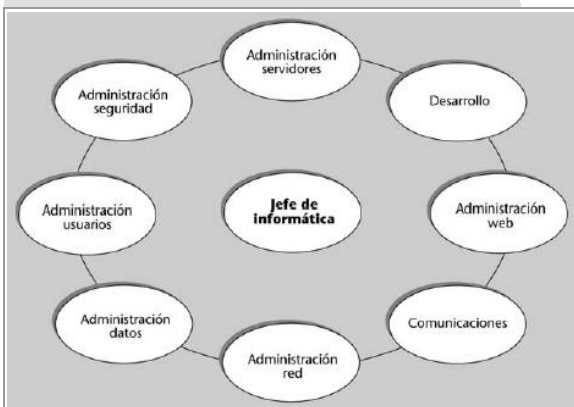 Administración
servidores
Administración
seguridad
Desarrollo
Administración
usuarios
Jefe de
informática
Administración
web
Administración
datos
Comunicaciones
Administración
red